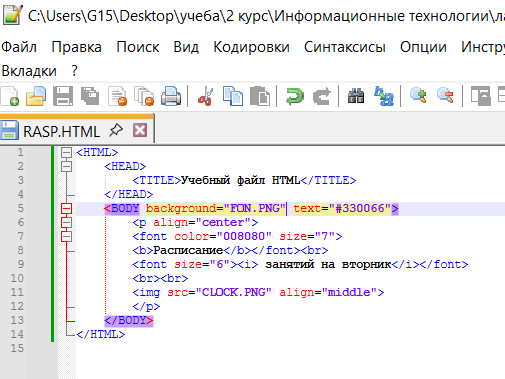 C:\Users\G15\Desktop\учеба\2 курс\Информационные технологии\ла
Файл Правка Поиск Вид Кодировки Синтаксисы Опции Инстру
Вкладки ?
RASP.HTML
1 <HTML>
2 <HEAD>
3 <TITLE>Учебный файл HTML</TITLE>
4 </HEAD>
5 <BODY background="FON.PNG" text="#330066">
6 <p align="center">
7 <font color="008080" size="7">
8 <b>Расписание</b></font><br>
9 <font size="6"><i> занятий на вторник</i></font>
10 <br><br>
11 <img src="CLOCK.PNG" align="middle">
12 </p>
13 </BODY>
14 </HTML>
15